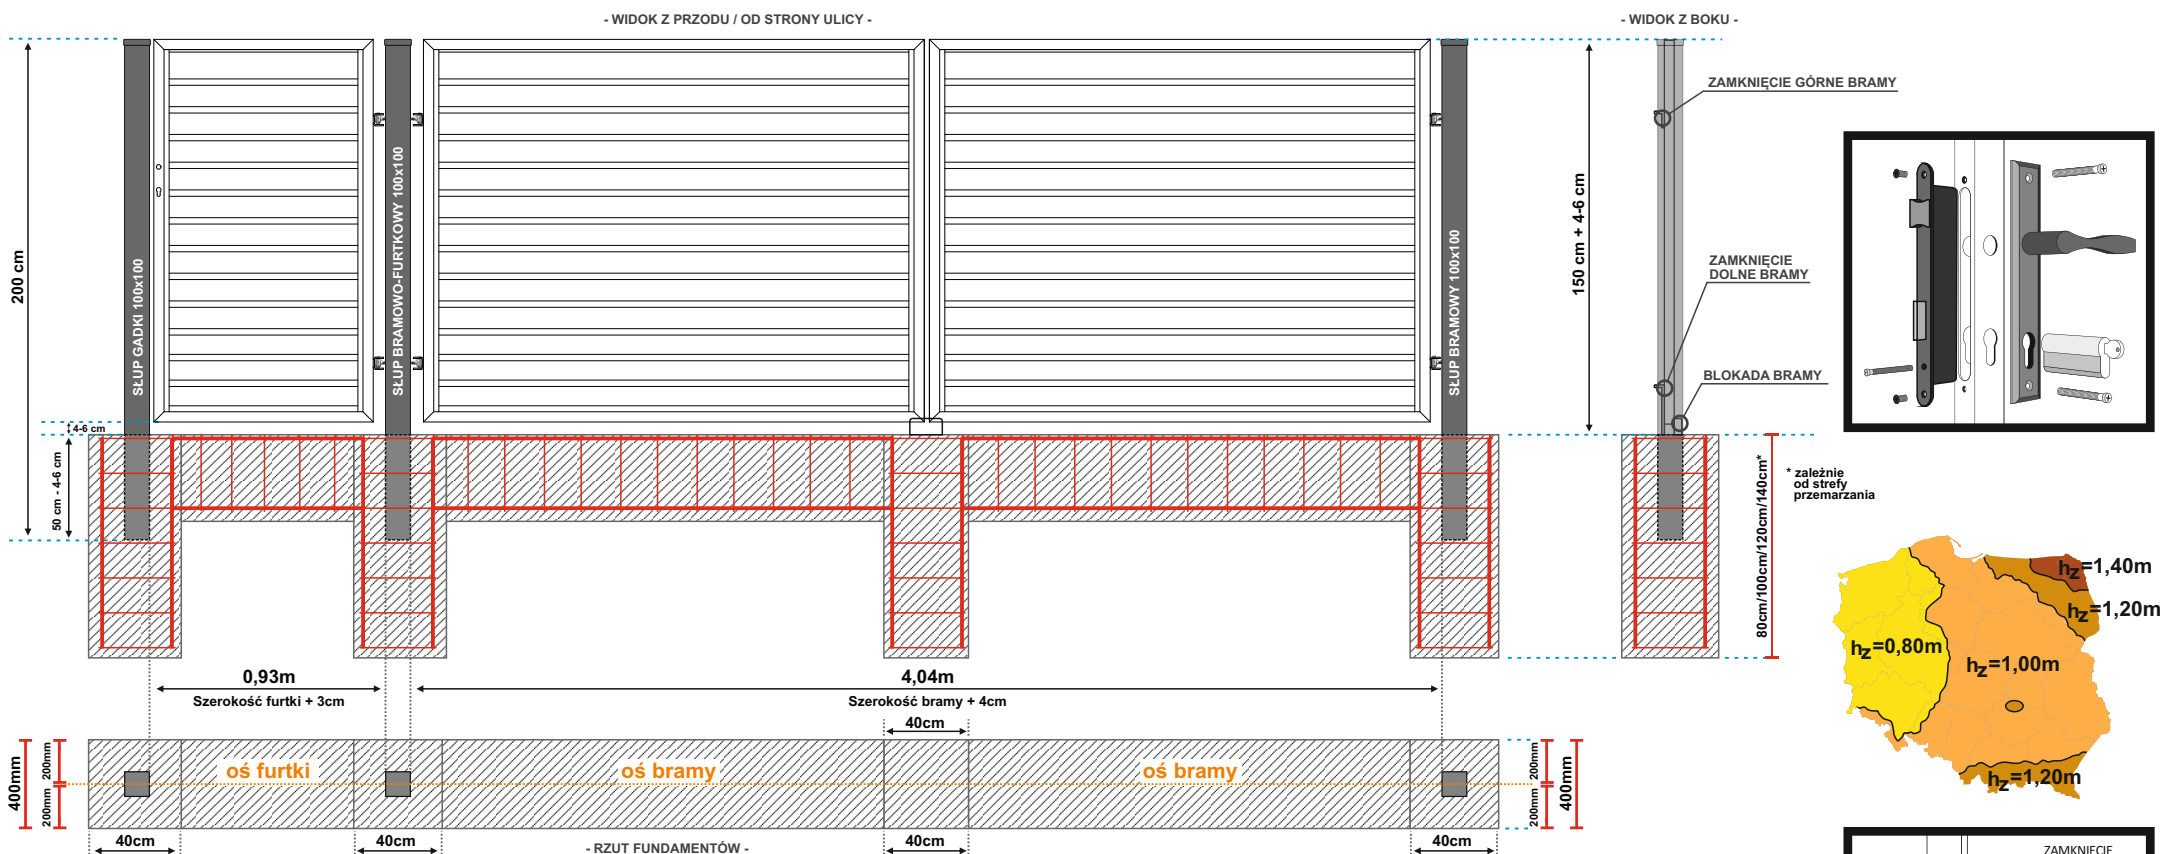 - WIDOK Z PRZODU / OD STRONY ULICY -
- WIDOK Z BOKU -
200 cm
SŁUP GADKI 100x100
SŁUP BRAMOWO-FURTKOWY 100x100
SŁUP BRAMOWY 100x100
150 cm + 4-6 cm
ZAMKNIĘCIE GÓRNE BRAMY
ZAMKNIĘCIE
DOLNE BRAMY
BLOKADA BRAMY
4-6 cm
50 cm - 4-6 cm
80cm/100cm/120cm/140cm*
* zależnie
od strefy
przemarzania
hz=1,40m
hz=1,20m
hz=0,80m
hz=1,00m
hz=1,20m
0,93m
Szerokość furtki + 3cm
4,04m
Szerokość bramy + 4cm
40cm
400mm
200mm
200mm
oś furtki
oś bramy
oś bramy
200mm
200mm
400mm
40cm
40cm
40cm
40cm
- RZUT FUNDAMENTÓW -
ZAMKNIĘCIE